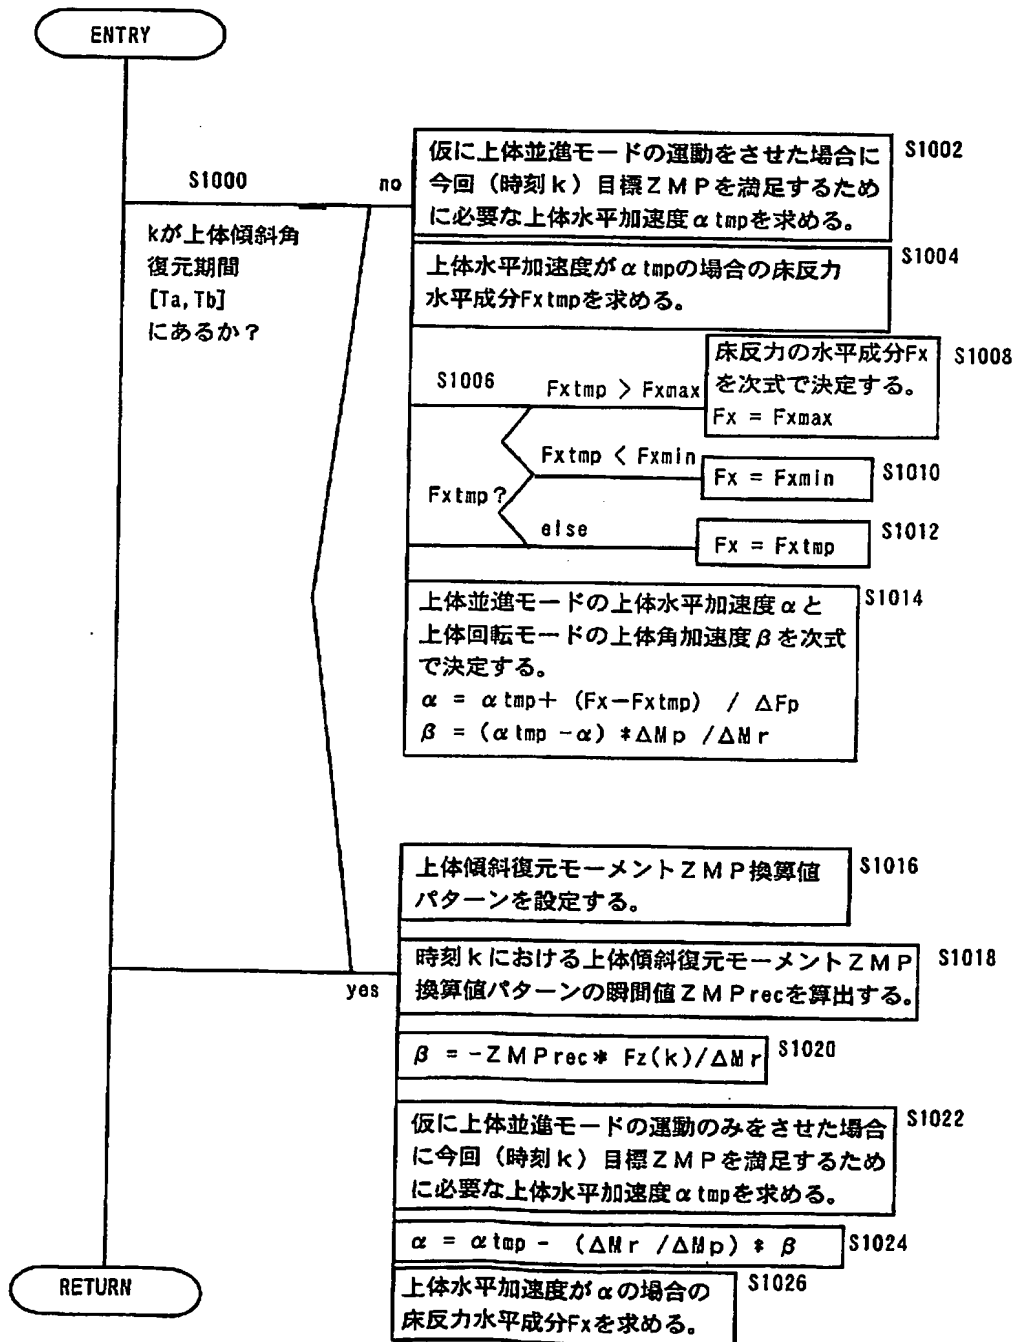 ENTRY
S1000
no
kが上体傾斜角
復元期間
[Ta,Tb]
にあるか？
仮に上体並進モードの運動をさせた場合に
今回（時刻k）目標ZMPを満足するため
に必要な上体水平加速度αtmpを求める。
S1002
上体水平加速度がαtmpの場合の床反力
水平成分Fxtmpを求める。
S1004
S1006
Fxtmp？
Fxtmp > Fxmax
床反力の水平成分Fx
を次式で決定する。
Fx = Fxmax
S1008
Fxtmp < Fxmin
Fx = Fxmin
S1010
else
Fx = Fxtmp
S1012
上体並進モードの上体水平加速度αと
上体回転モードの上体角加速度βを次式
で決定する。
α = αtmp+ (Fx-Fxtmp) / ΔFp
β = (αtmp -α) *ΔMp /ΔMr
S1014
yes
上体傾斜復元モーメントZMP換算値
パターンを設定する。
S1016
時刻kにおける上体傾斜復元モーメントZMP
換算値パターンの瞬間値ZMPrecを算出する。
S1018
β = -ZMPrec* Fz(k)/ΔMr
S1020
仮に上体並進モードの運動のみをさせた場合
に今回（時刻k）目標ZMPを満足するため
に必要な上体水平加速度αtmpを求める。
S1022
α = αtmp - (ΔMr /ΔMp) * β
S1024
上体水平加速度がαの場合の
床反力水平成分Fxを求める。
S1026
RETURN